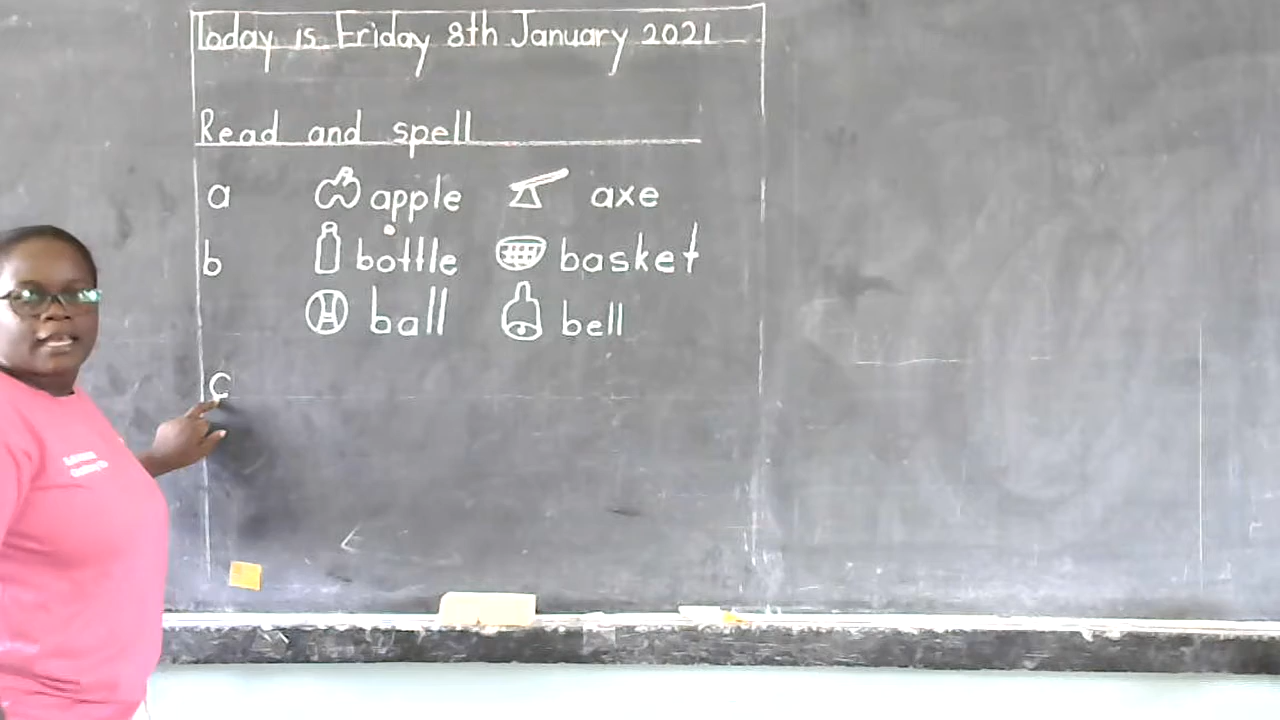 Today is Friday 8th January 2021
Read and spell
a apple axe
b bottle basket
ball bell
c